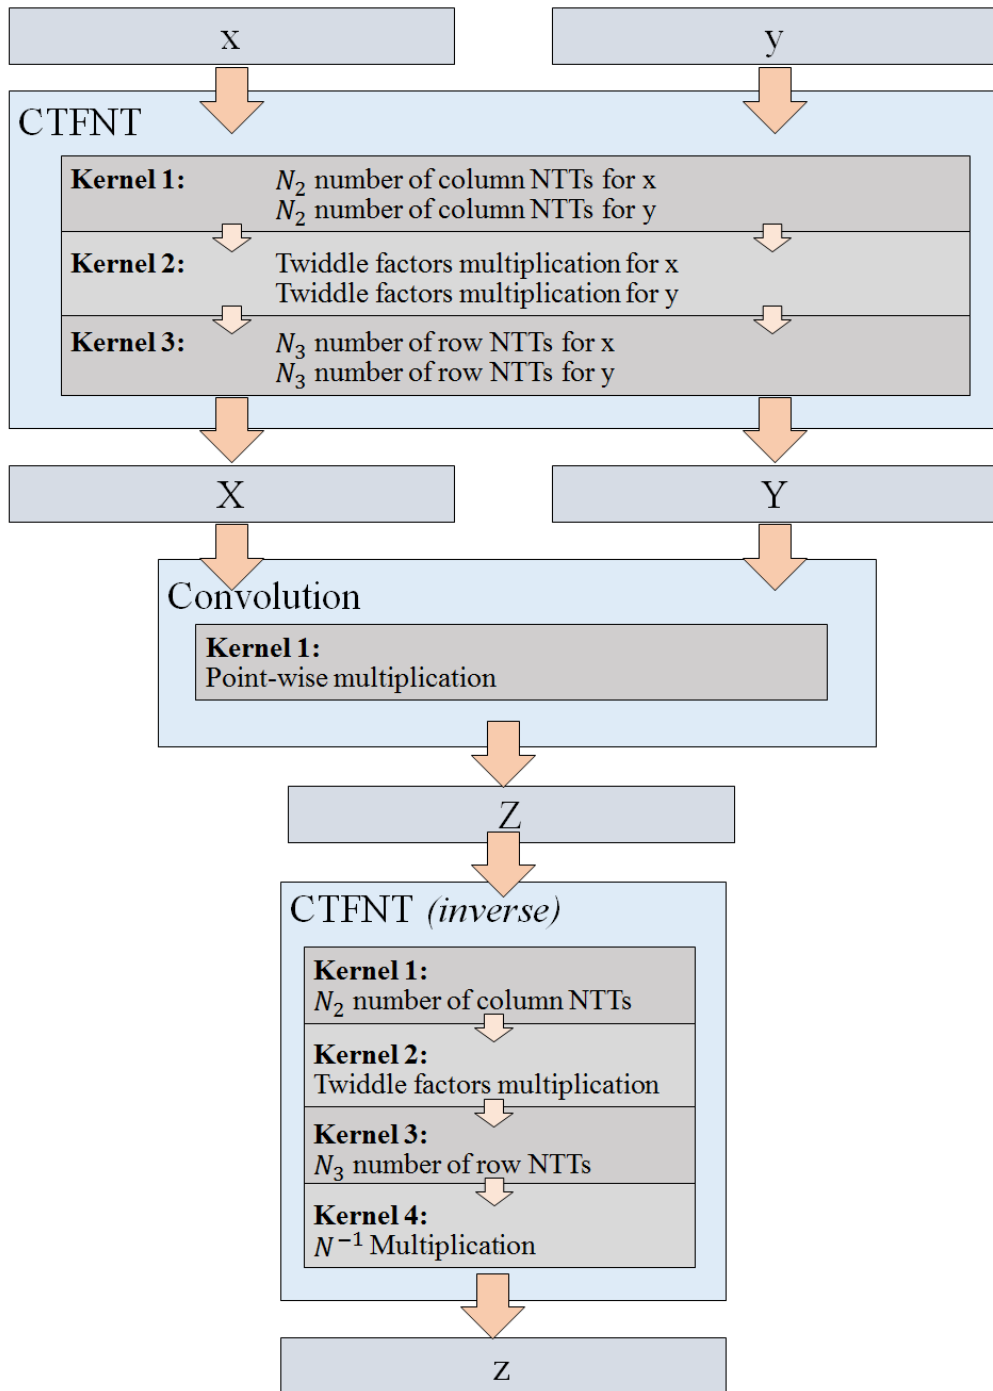 x
y
CTFNT
Kernel 1: N₂ number of column NTTs for x
N₂ number of column NTTs for y
Kernel 2: Twiddle factors multiplication for x
Twiddle factors multiplication for y
Kernel 3: N₃ number of row NTTs for x
N₃ number of row NTTs for y
X
Y
Convolution
Kernel 1:
Point-wise multiplication
Z
CTFNT (inverse)
Kernel 1:
N₂ number of column NTTs
Kernel 2:
Twiddle factors multiplication
Kernel 3:
N₃ number of row NTTs
Kernel 4:
N⁻¹ Multiplication
z